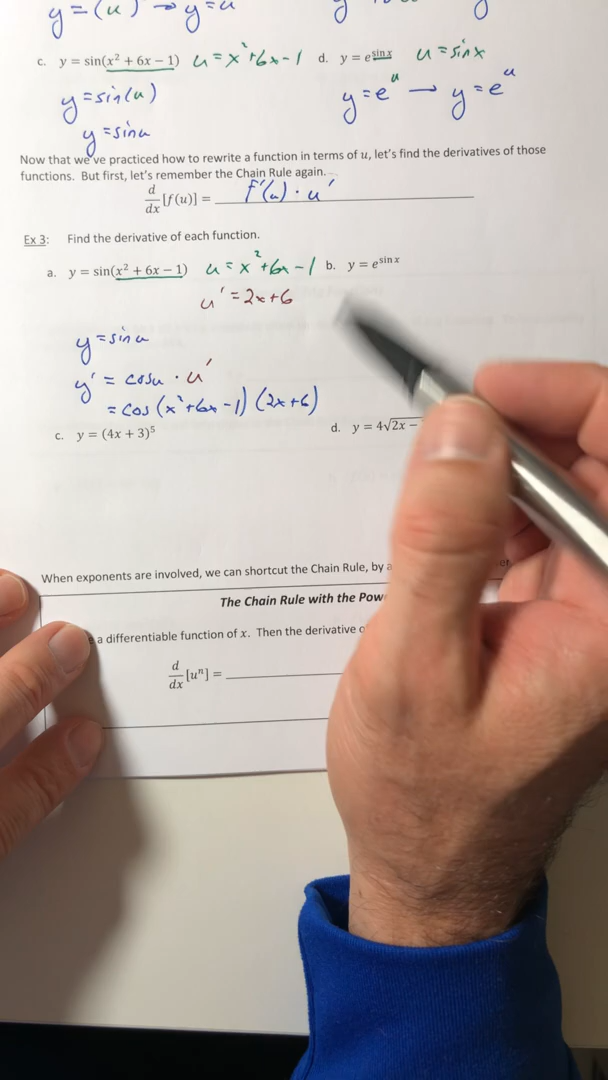 y = (u) → y = u
c. y = sin(x² + 6x − 1) u = x² + 6x − 1 d. y = e^(sin x) u = sin x
y = sin(u) y = e^u → y = e^u
y = sin u
Now that we've practiced how to rewrite a function in terms of u, let's find the derivatives of those
functions. But first, let's remember the Chain Rule again.
d/dx [f(u)] = f'(u) · u'
Ex 3: Find the derivative of each function.
a. y = sin(x² + 6x − 1) u = x² + 6x − 1 b. y = e^(sin x)
u' = 2x + 6
y = sin u
y' = cos u · u'
= cos (x² + 6x − 1) (2x + 6)
c. y = (4x + 3)⁵ d. y = 4√2x −
When exponents are involved, we can shortcut the Chain Rule, by
The Chain Rule with the Pow
a differentiable function of x. Then the derivative
d/dx [uⁿ] =